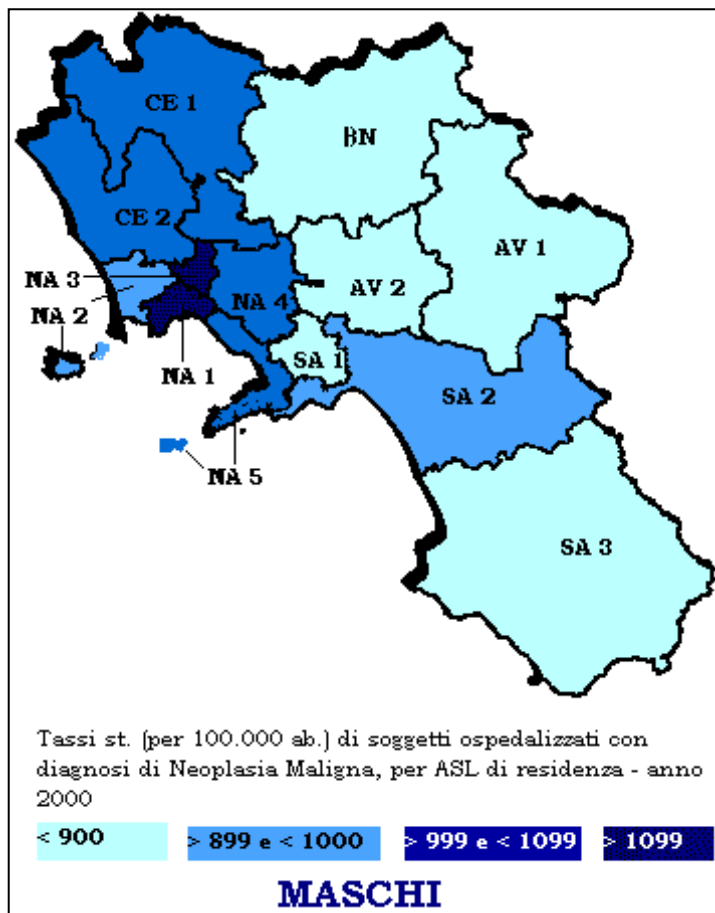 CE 1
BN
CE 2
AV 1
NA 3
NA 4
AV 2
NA 2
NA 1
SA 1
SA 2
NA 5
SA 3
Tassi st. (per 100.000 ab.) di soggetti ospedalizzati con
diagnosi di Neoplasia Maligna, per ASL di residenza - anno
2000
< 900 > 899 e < 1000 > 999 e < 1099 > 1099
MASCHI